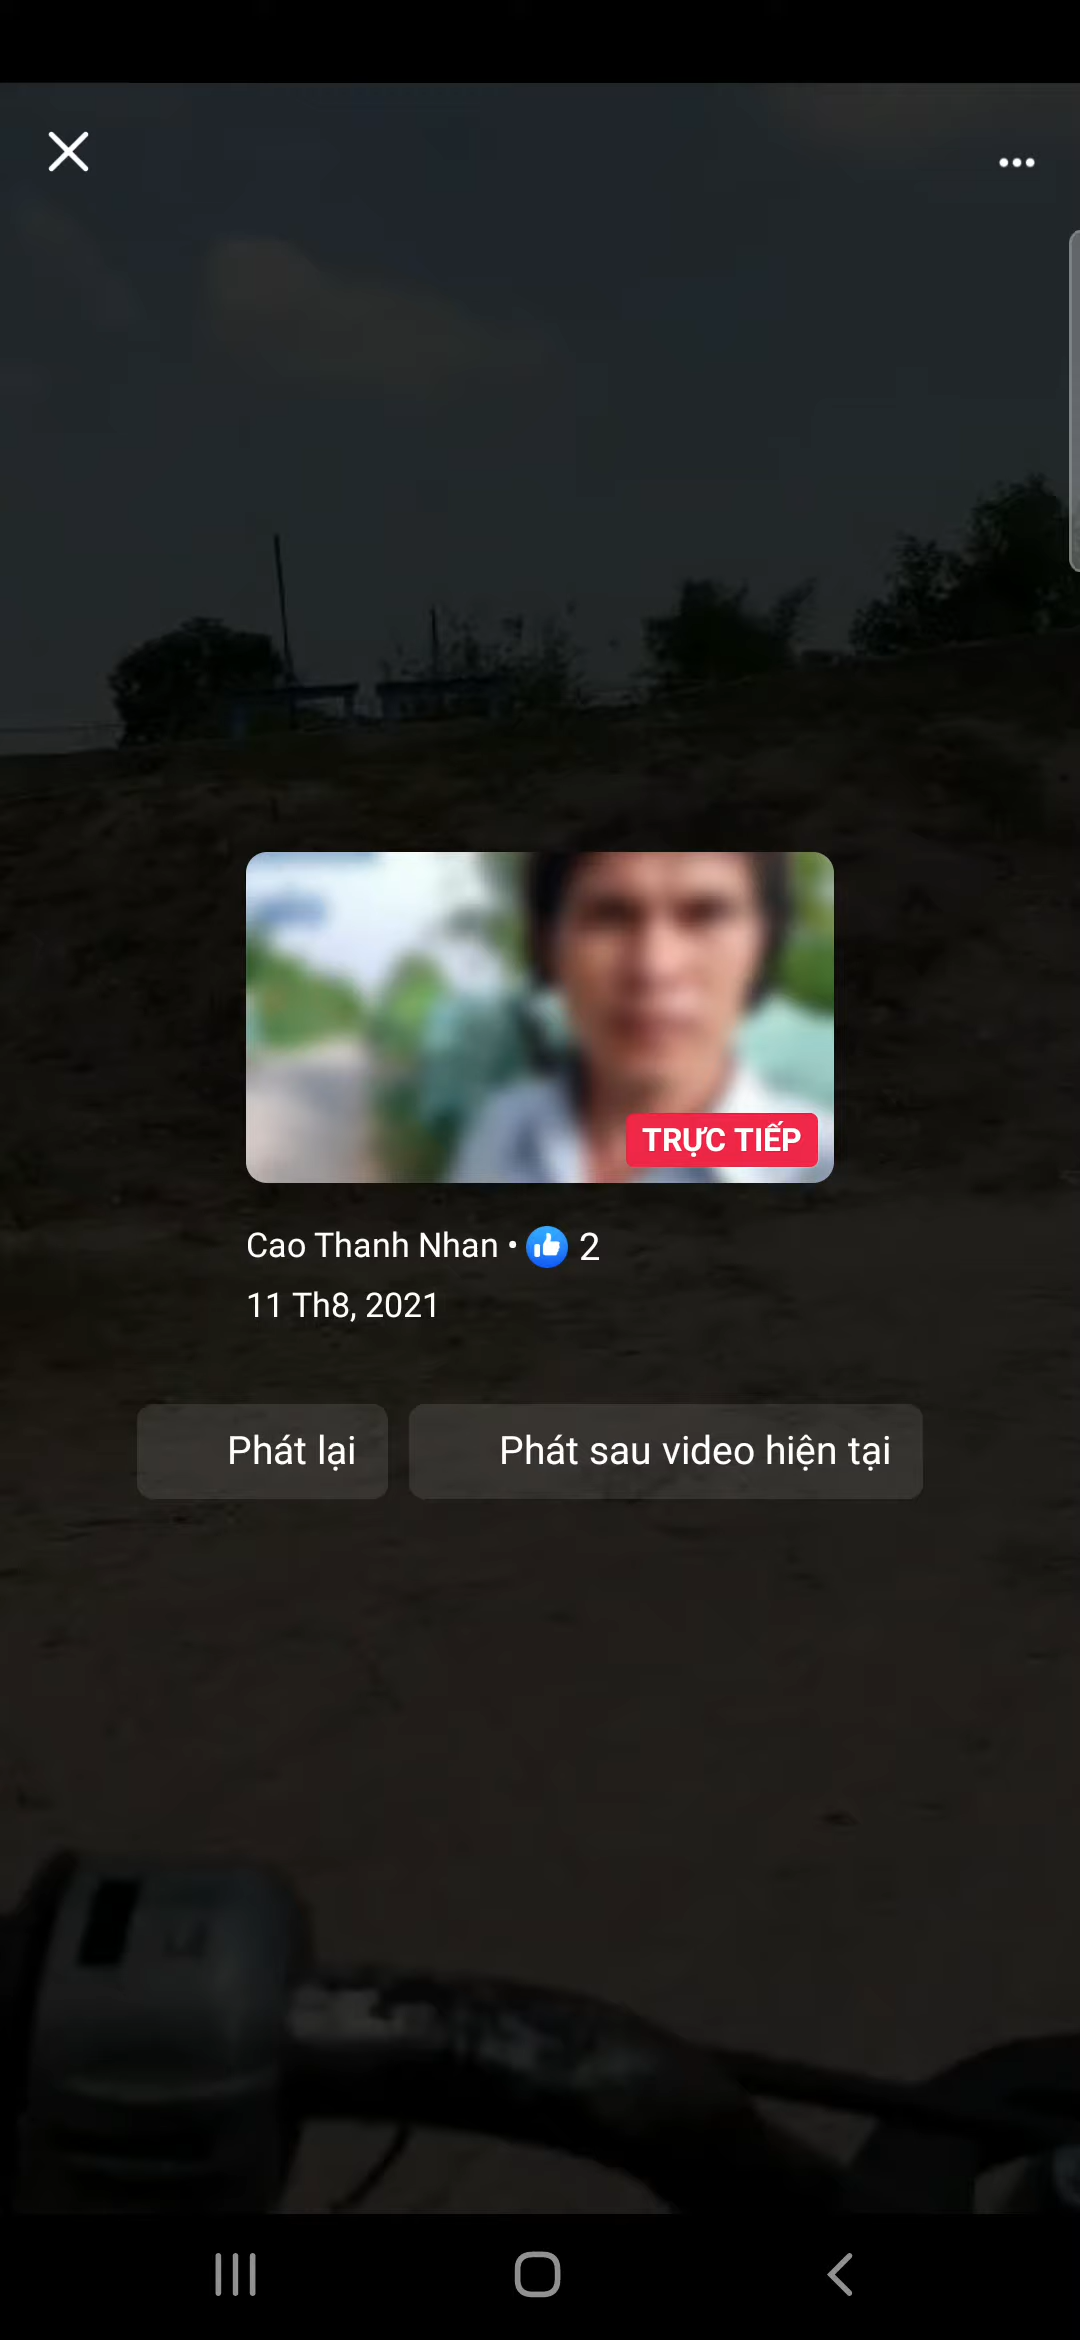 TRỰC TIẾP
Cao Thanh Nhan • 2
11 Th8, 2021
Phát lại
Phát sau video hiện tại